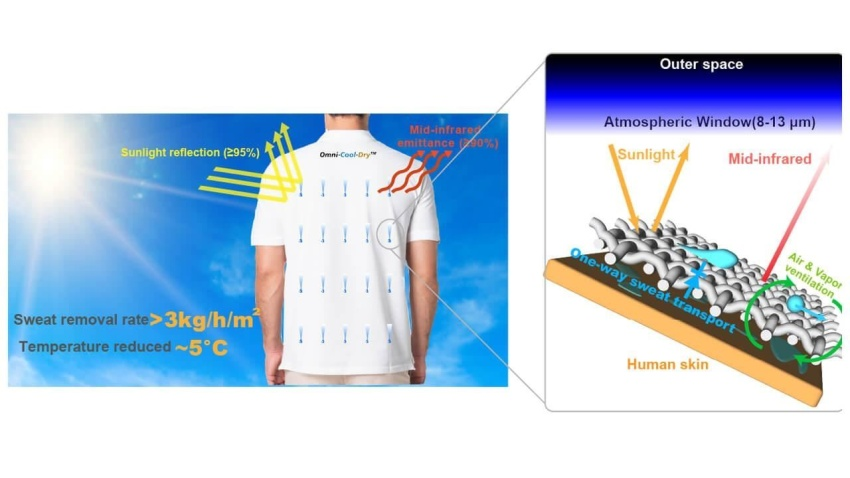 Sunlight reflection (≥95%)
Omni-Cool-Dry™
Mid-infrared
emittance (≥90%)
Sweat removal rate>3kg/h/m²
Temperature reduced ~5°C
Outer space
Atmospheric Window(8-13 µm)
Sunlight
Mid-infrared
One-way sweat transport
Air & Vapor
ventilation
Human skin